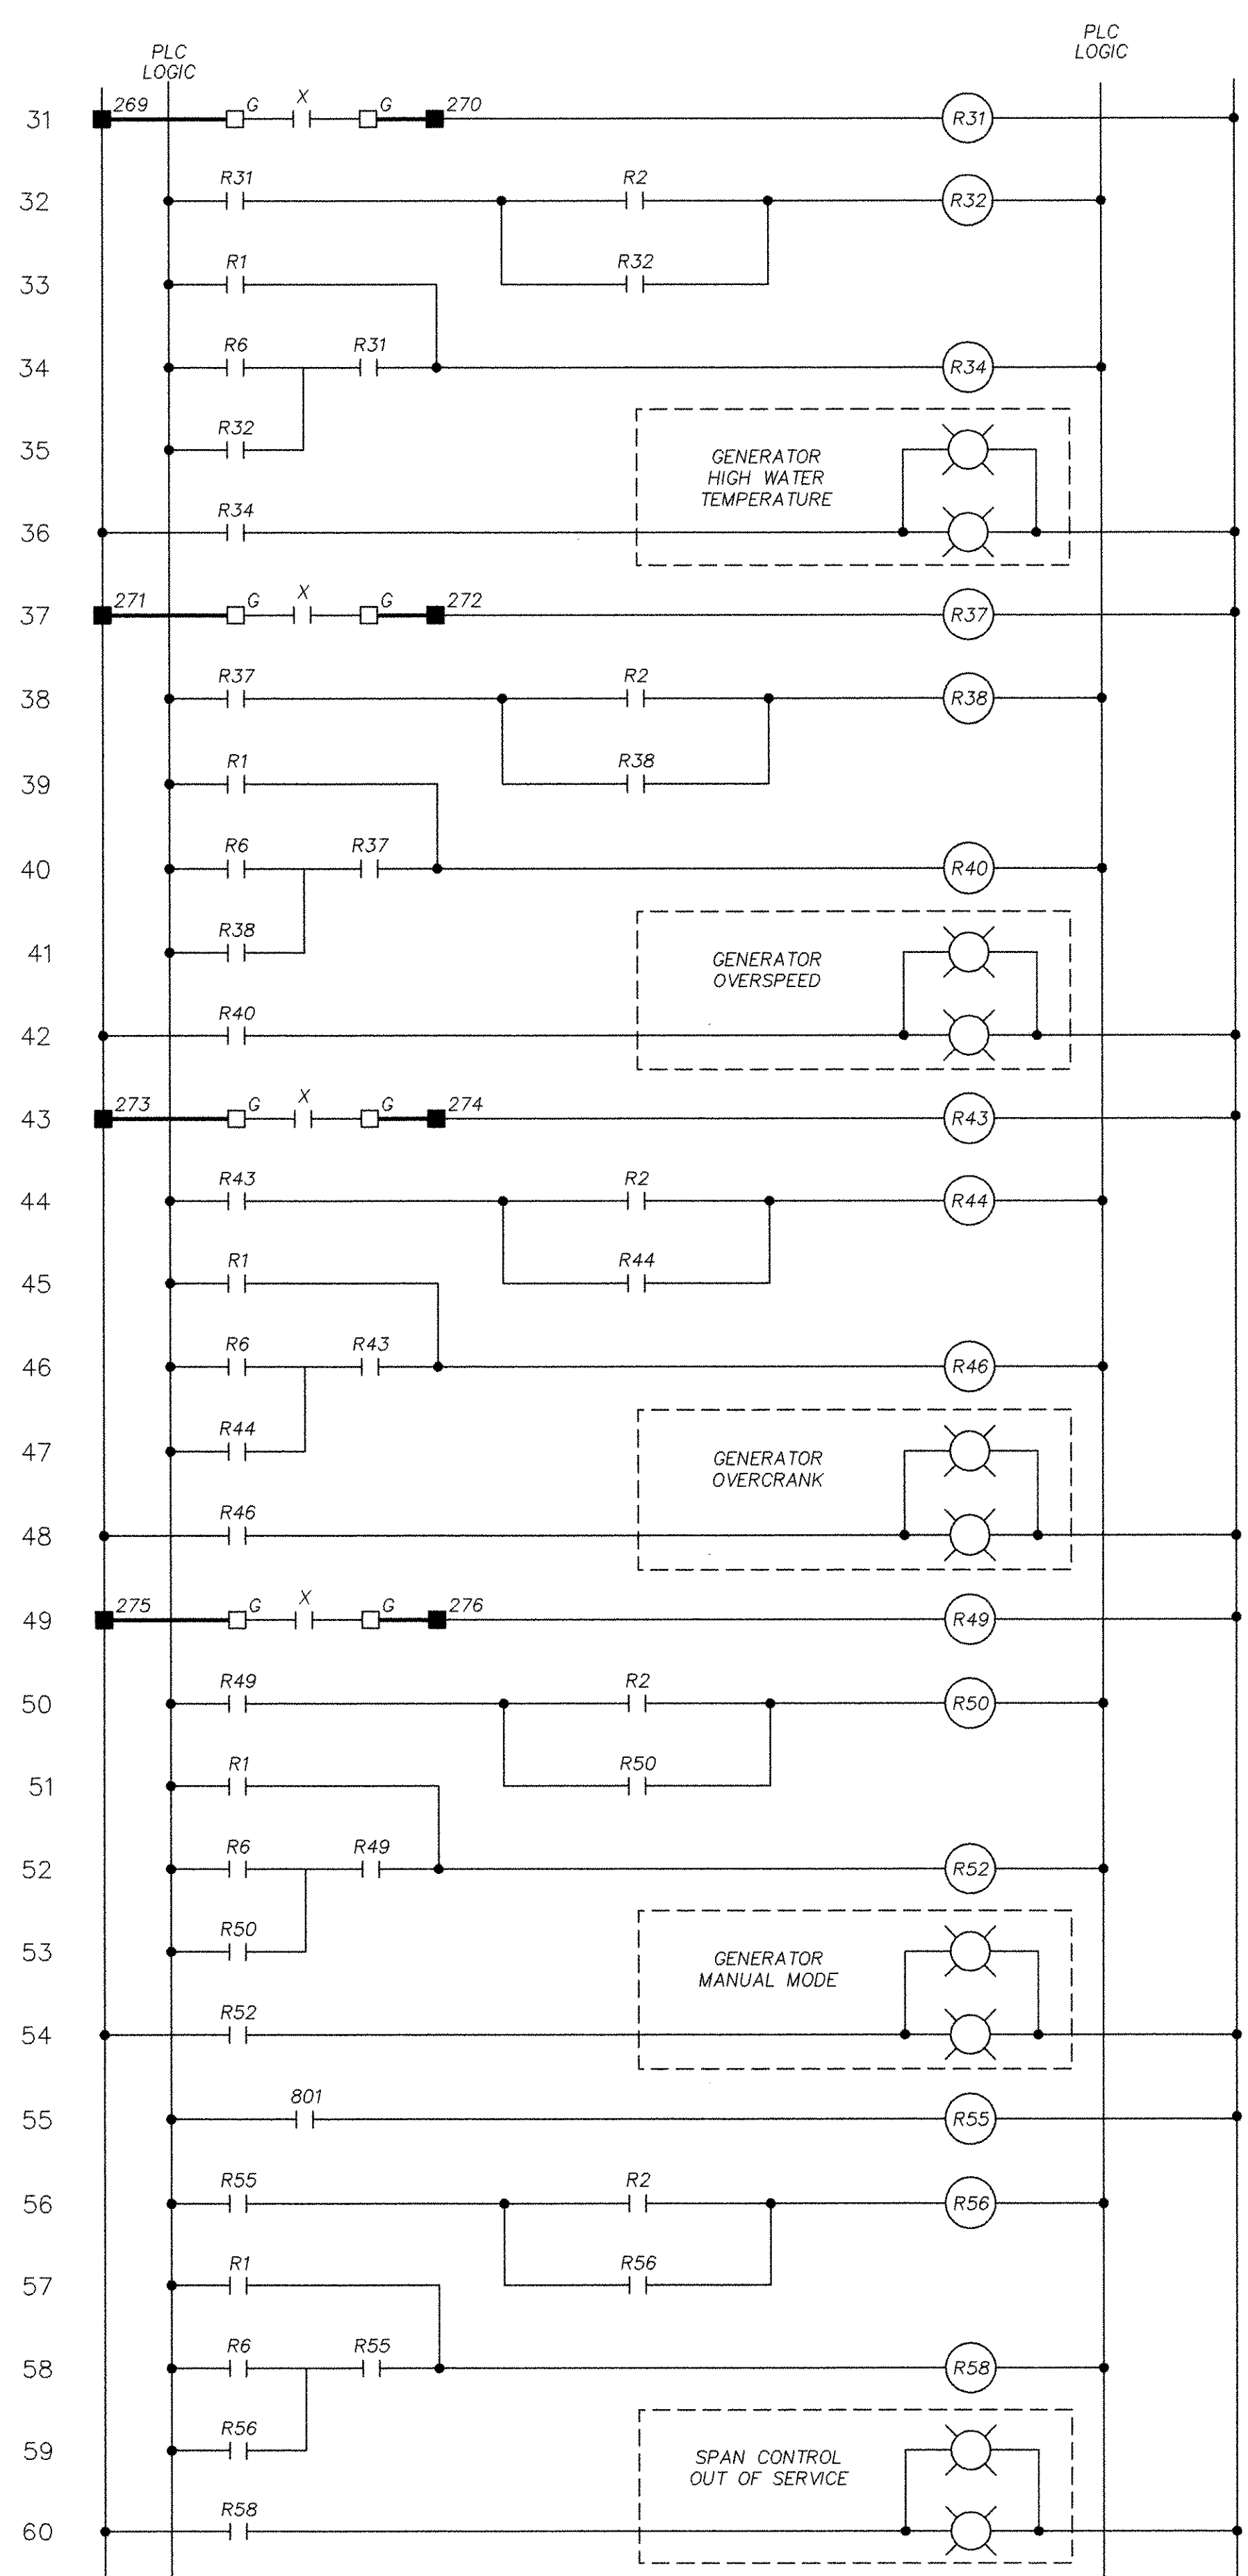 PLC
LOGIC
PLC
LOGIC
31 269 G X G 270 R31
32 R31 R2 R32
33 R1 R32
34 R6 R31 R34
35 R32
GENERATOR
HIGH WATER
TEMPERATURE
36 R34
37 271 G X G 272 R37
38 R37 R2 R38
39 R1 R38
40 R6 R37 R40
41 R38
GENERATOR
OVERSPEED
42 R40
43 273 G X G 274 R43
44 R43 R2 R44
45 R1 R44
46 R6 R43 R46
47 R44
GENERATOR
OVERCRANK
48 R46
49 275 G X G 276 R49
50 R49 R2 R50
51 R1 R50
52 R6 R49 R52
53 R50
GENERATOR
MANUAL MODE
54 R52
55 801 R55
56 R55 R2 R56
57 R1 R56
58 R6 R55 R58
59 R56
SPAN CONTROL
OUT OF SERVICE
60 R58